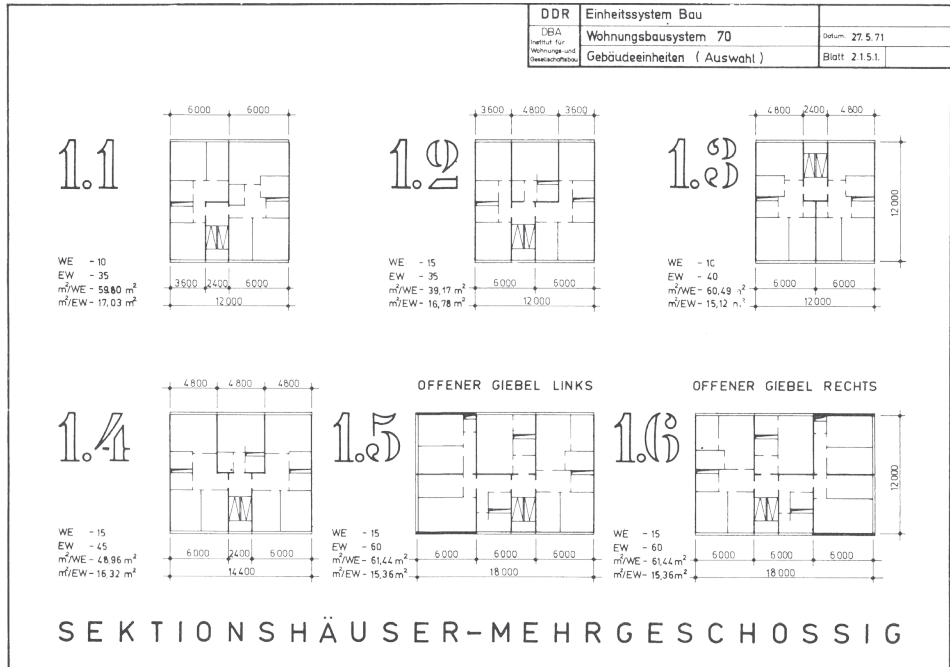 DDR Einheitssystem Bau
DBA
Institut für
Wohnungs- und
Gesellschaftsbau
Wohnungsbausystem 70
Datum: 27.5.71
Gebäudeeinheiten (Auswahl)
Blatt 2.1.5.1.
6000 6000
1.1
WE - 10
EW - 35
m²/WE - 59,80 m²
m²/EW - 17,03 m²
3600 2400 6000
12000
3600 4800 3600
1.2
WE - 15
EW - 35
m²/WE - 39,17 m²
m²/EW - 16,78 m²
6000 6000
12000
4800 2400 4800
1.3
12000
WE - 10
EW - 40
m²/WE - 60,49 m²
m²/EW - 15,12 m²
6000 6000
12000
4800 4800 4800
1.4
WE - 15
EW - 45
m²/WE - 48,96 m²
m²/EW - 16,32 m²
6000 2400 6000
14400
OFFENER GIEBEL LINKS
1.5
WE - 15
EW - 60
m²/WE - 61,44 m²
m²/EW - 15,36 m²
6000 6000 6000
18000
OFFENER GIEBEL RECHTS
1.6
12000
WE - 15
EW - 60
m²/WE - 61,44 m²
m²/EW - 15,36 m²
6000 6000 6000
18000
SEKTIONSHÄUSER-MEHRGESCHOSSIG